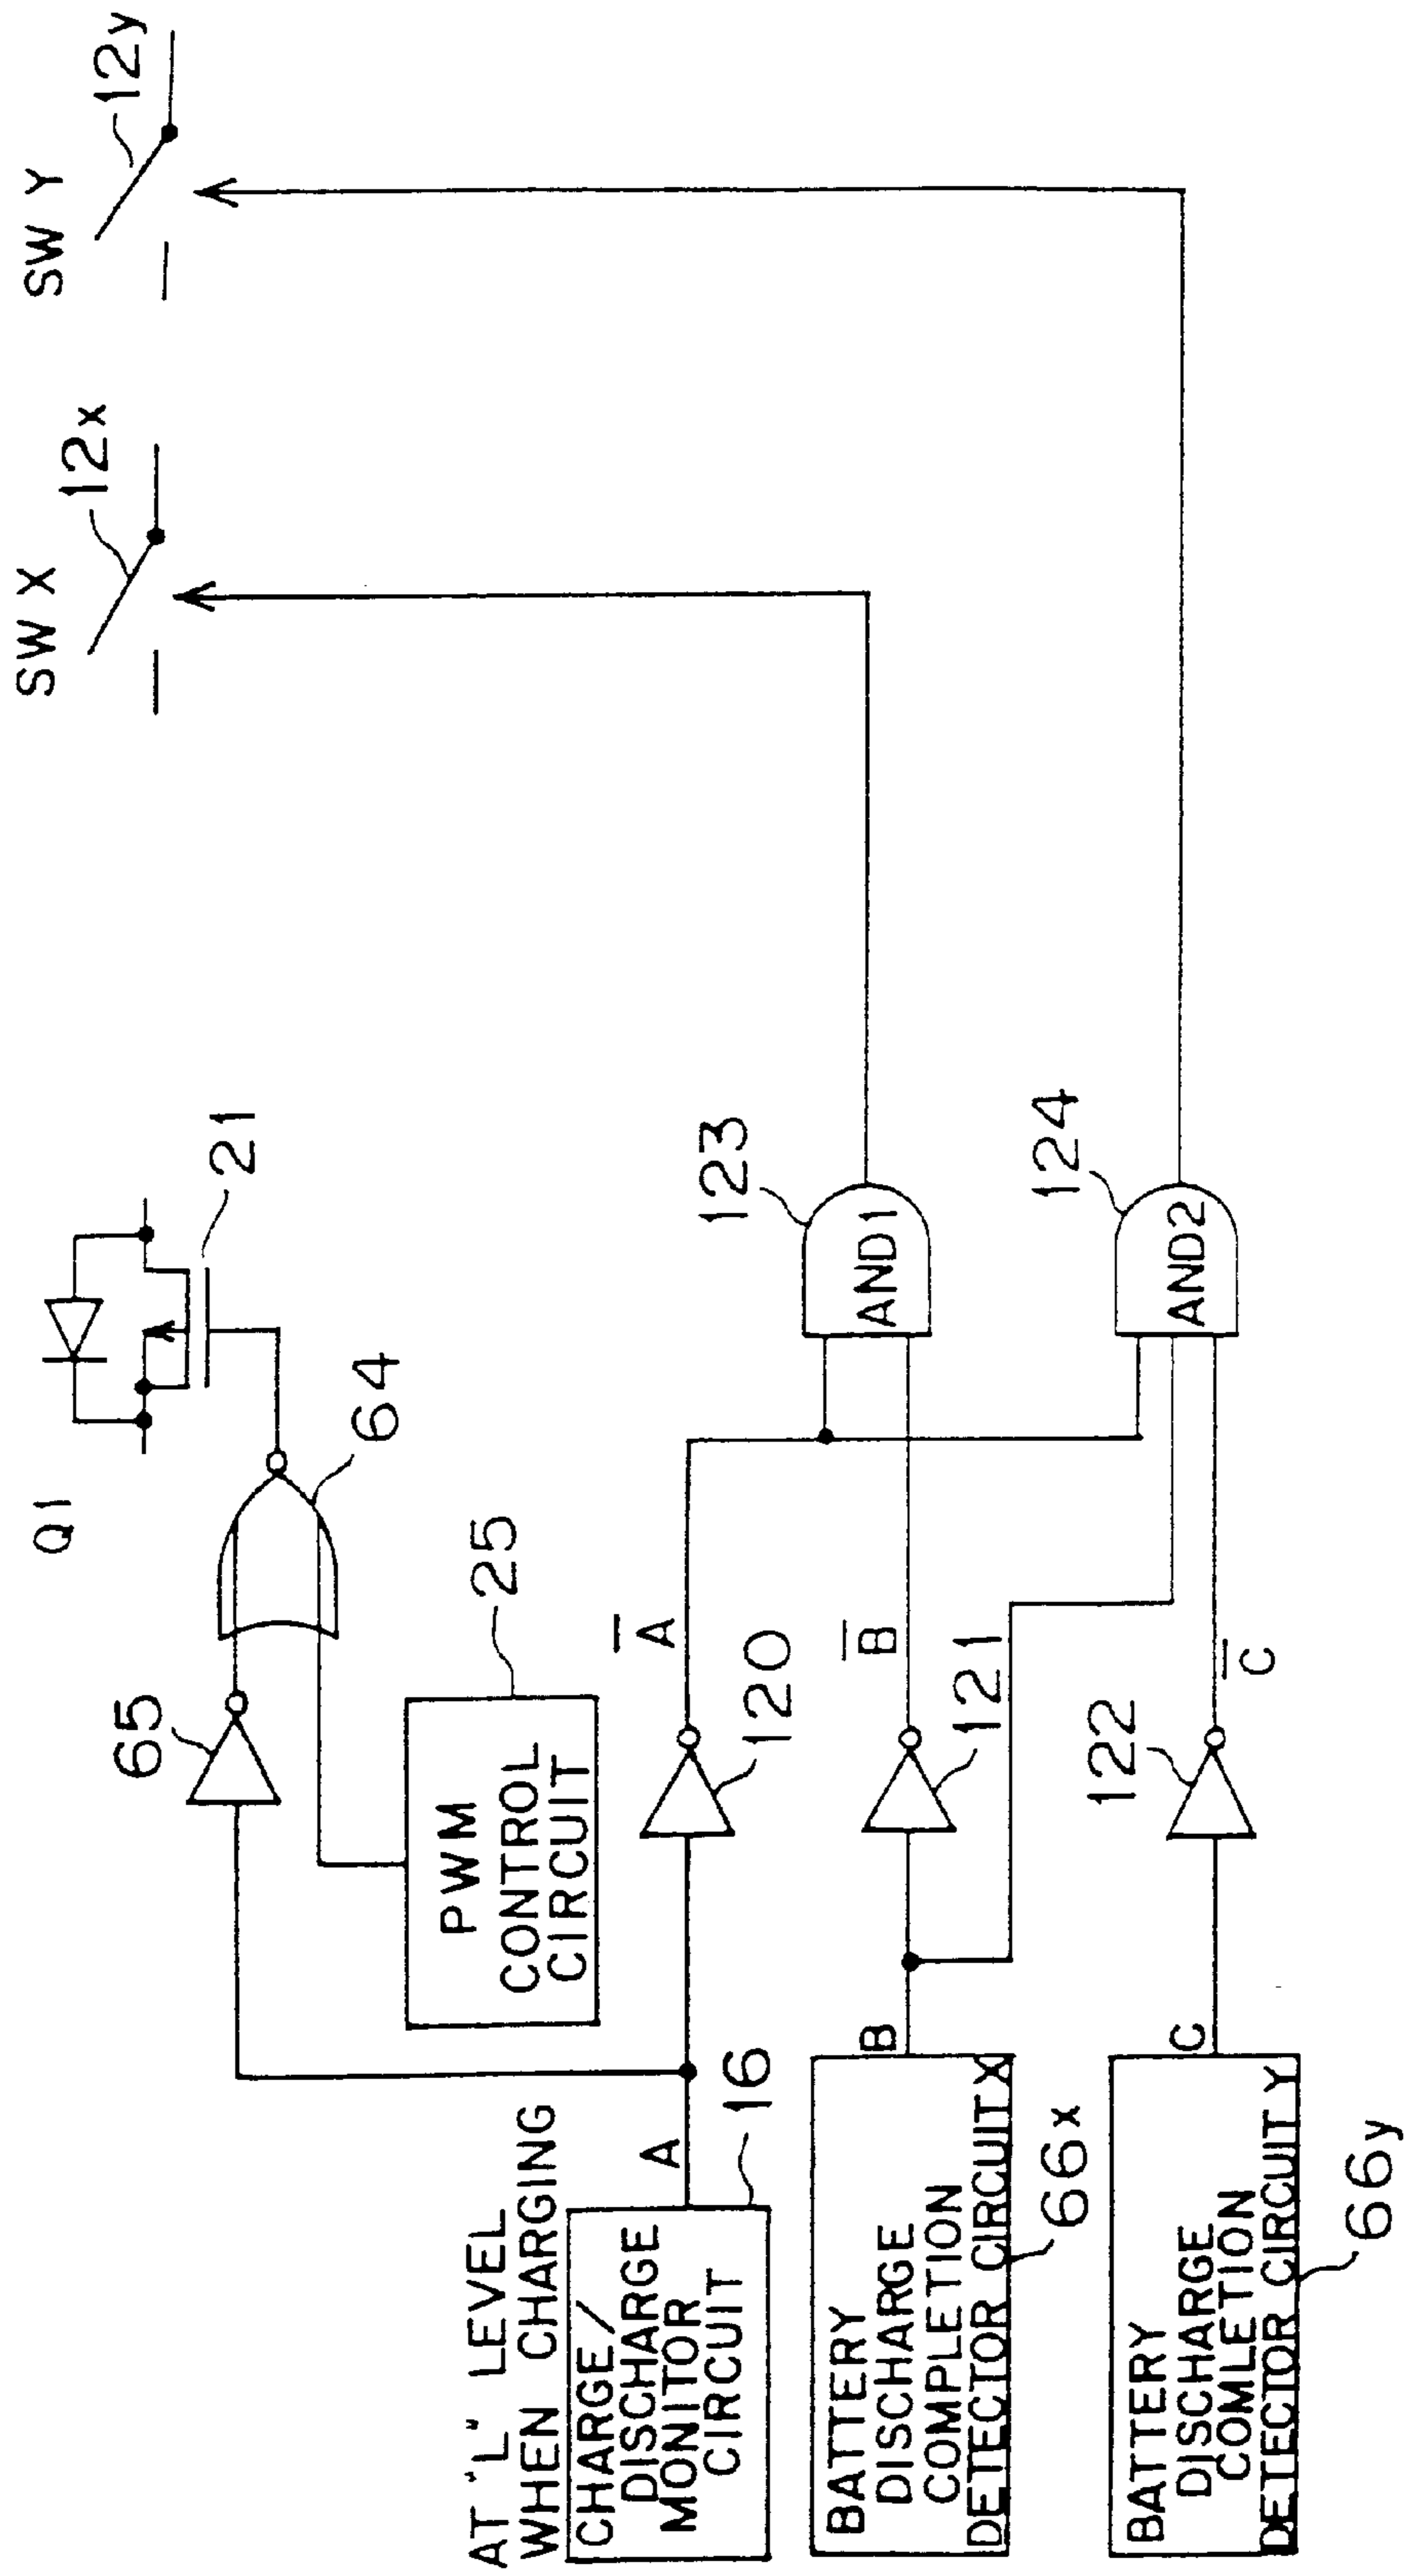 Q1
21
65
64
SW X
12x
SW Y
12y
PWM
CONTROL
CIRCUIT
25
AT "L" LEVEL
WHEN CHARGING
CHARGE/
DISCHARGE
MONITOR
CIRCUIT
16
A
A̅
120
123
AND1
BATTERY
DISCHARGE
COMPLETION
DETECTOR CIRCUIT X
66x
B
B̅
121
124
AND2
BATTERY
DISCHARGE
COMLETION
DETECTOR CIRCUIT Y
66y
C
C̅
122